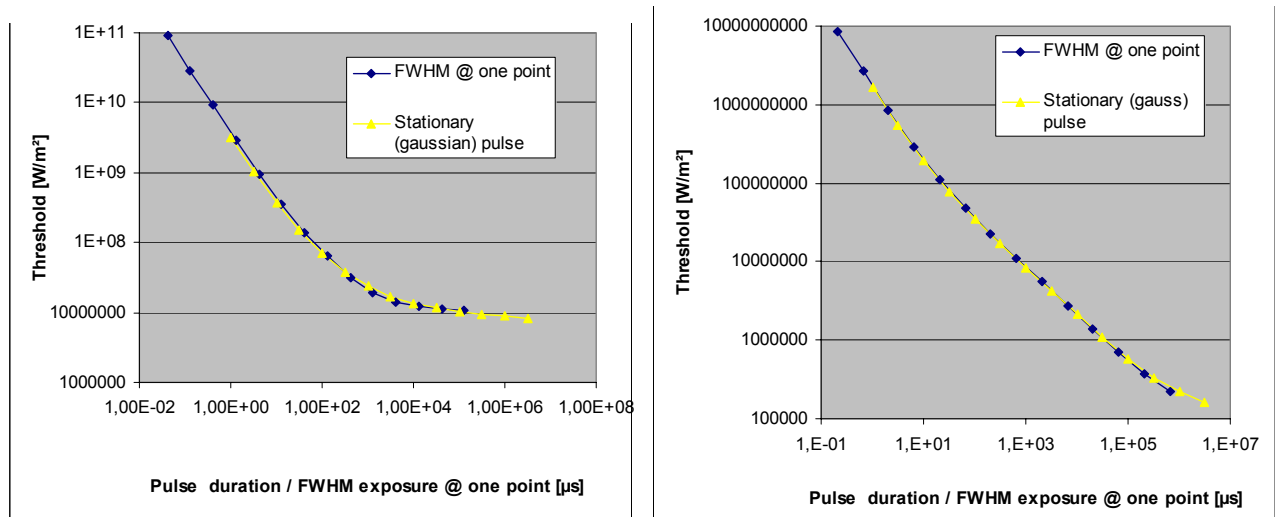 1E+11
1E+10
1E+09
1E+08
10000000
1000000
Threshold [W/m²]
FWHM @ one point
Stationary
(gaussian) pulse
1,00E-02 1,00E+00 1,00E+02 1,00E+04 1,00E+06 1,00E+08
Pulse duration / FWHM exposure @ one point [µs]
10000000000
1000000000
100000000
10000000
1000000
100000
Threshold [W/m²]
FWHM @ one point
Stationary (gauss)
pulse
1,E-01 1,E+01 1,E+03 1,E+05 1,E+07
Pulse duration / FWHM exposure @ one point [µs]